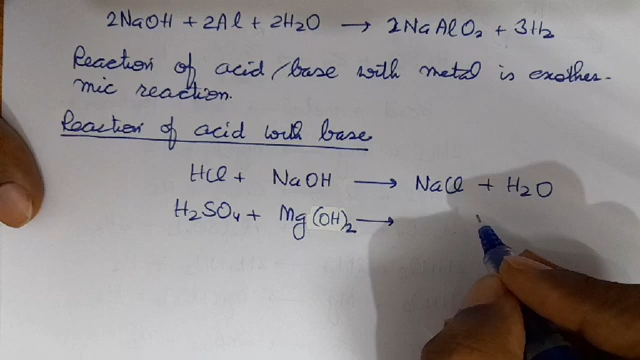 2NaOH + 2Al + 2H₂O → 2NaAlO₂ + 3H₂
Reaction of acid/base with metal is exother-
mic reaction.
Reaction of acid with base
HCl + NaOH → NaCl + H₂O
H₂SO₄ + Mg(OH)₂ →